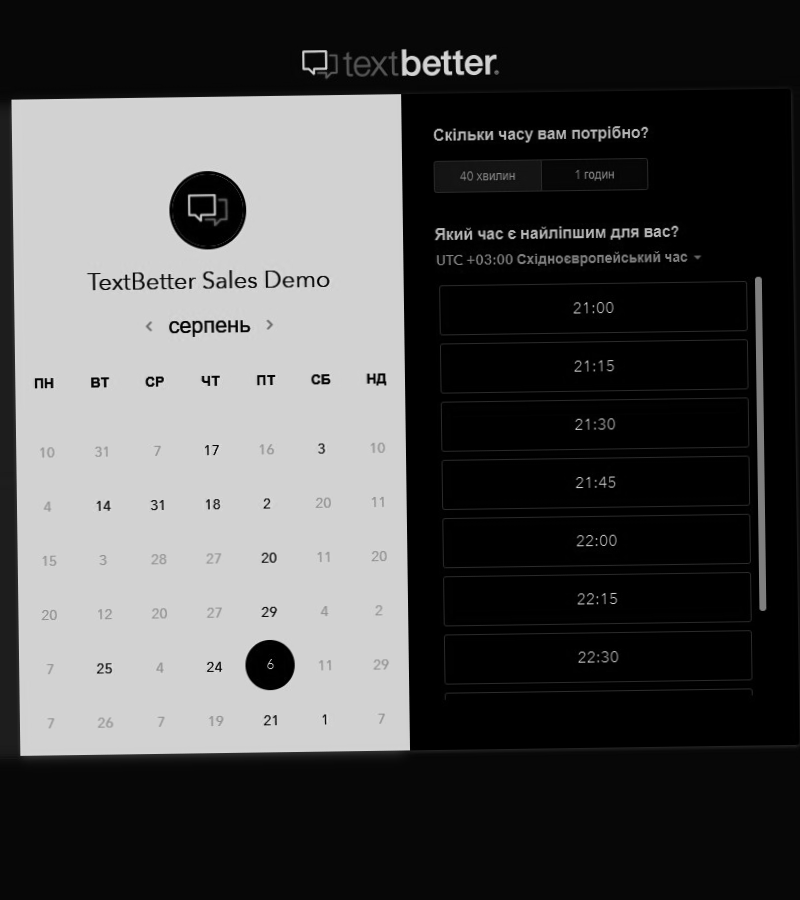 textbetter.
TextBetter Sales Demo
серпень
ПН ВТ СР ЧТ ПТ СБ НД
10 31 7 17 16 3 10
4 14 31 18 2 20 11
15 3 28 27 20 11 20
20 12 20 27 29 4 2
7 25 4 24 6 11 29
7 26 7 19 21 1 7
Скільки часу вам потрібно?
40 хвилин 1 годин
Який час є найліпшим для вас?
UTC +03:00 Східноєвропейський час
21:00
21:15
21:30
21:45
22:00
22:15
22:30